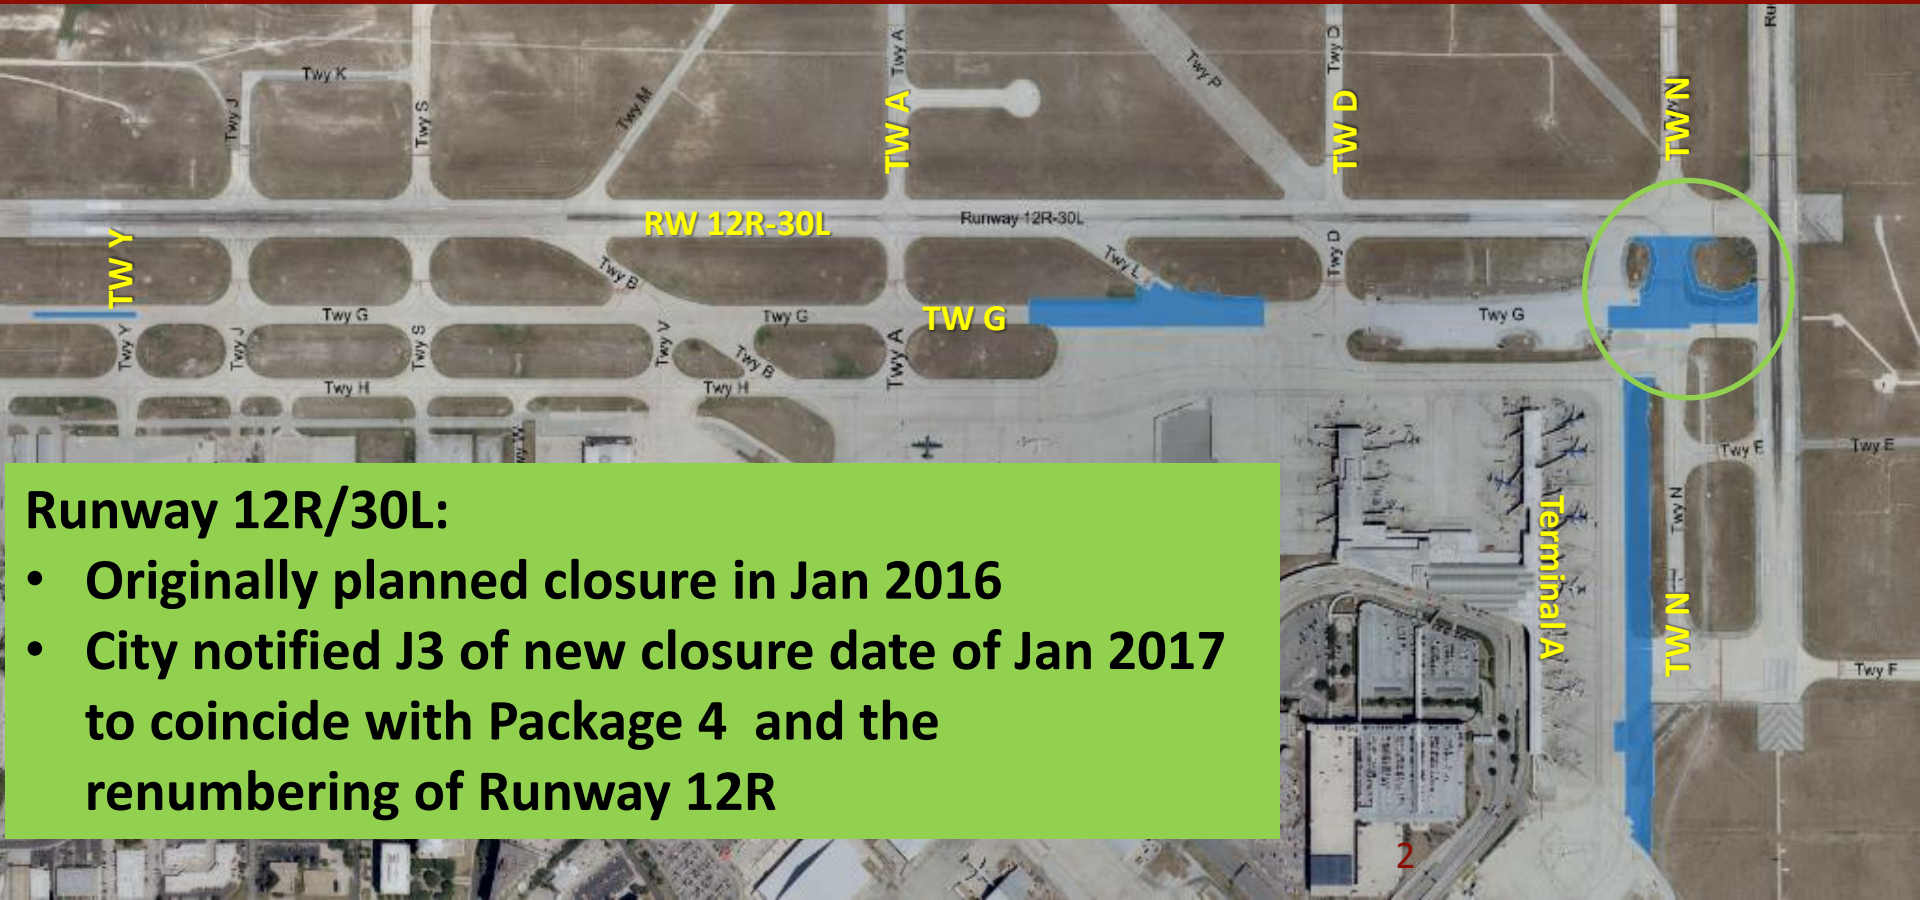 Ru
Twy A
Twy D
Twy K
Twy P
Twy J
Twy S
Twy M
TW A
TW D
TW N
RW 12R-30L
Runway 12R-30L
TW Y
Twy B
Twy L
Twy D
Twy G
TW G
Twy G
Twy G
Twy Y
Twy J
Twy S
Twy V
Twy B
Twy A
Twy H
Twy H
Twy E
Twy E
Twy N
Terminal A
TW N
Twy F
Runway 12R/30L:
• Originally planned closure in Jan 2016
• City notified J3 of new closure date of Jan 2017
to coincide with Package 4 and the
renumbering of Runway 12R
2